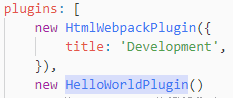 plugins: [
new HtmlWebpackPlugin({
title: 'Development',
}),
new HelloWorldPlugin()